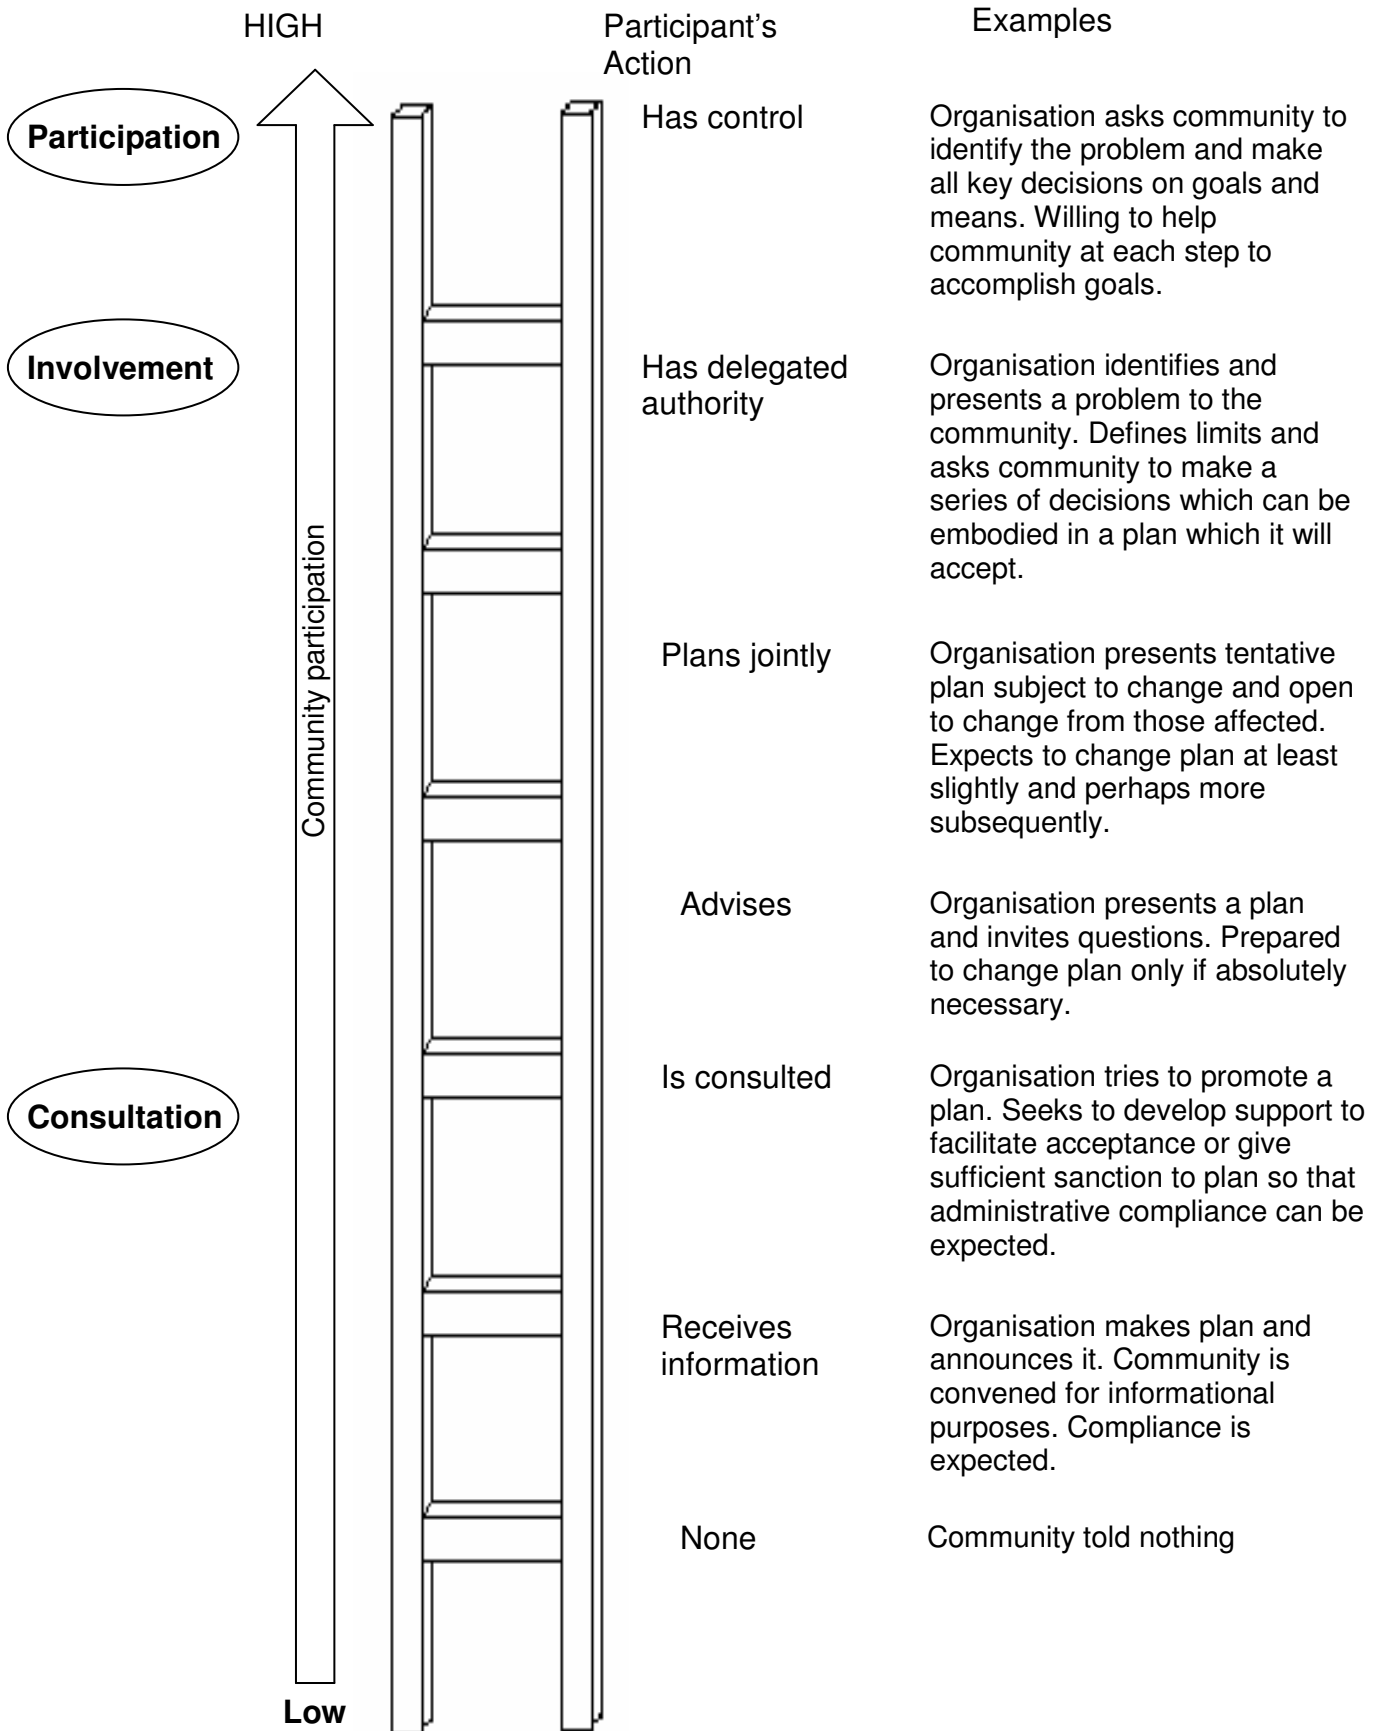 HIGH
Participant's
Action
Examples
Participation
Has control
Organisation asks community to
identify the problem and make
all key decisions on goals and
means. Willing to help
community at each step to
accomplish goals.
Involvement
Has delegated
authority
Organisation identifies and
presents a problem to the
community. Defines limits and
asks community to make a
series of decisions which can be
embodied in a plan which it will
accept.
Community participation
Plans jointly
Organisation presents tentative
plan subject to change and open
to change from those affected.
Expects to change plan at least
slightly and perhaps more
subsequently.
Advises
Organisation presents a plan
and invites questions. Prepared
to change plan only if absolutely
necessary.
Consultation
Is consulted
Organisation tries to promote a
plan. Seeks to develop support to
facilitate acceptance or give
sufficient sanction to plan so that
administrative compliance can be
expected.
Receives
information
Organisation makes plan and
announces it. Community is
convened for informational
purposes. Compliance is
expected.
None
Community told nothing
Low